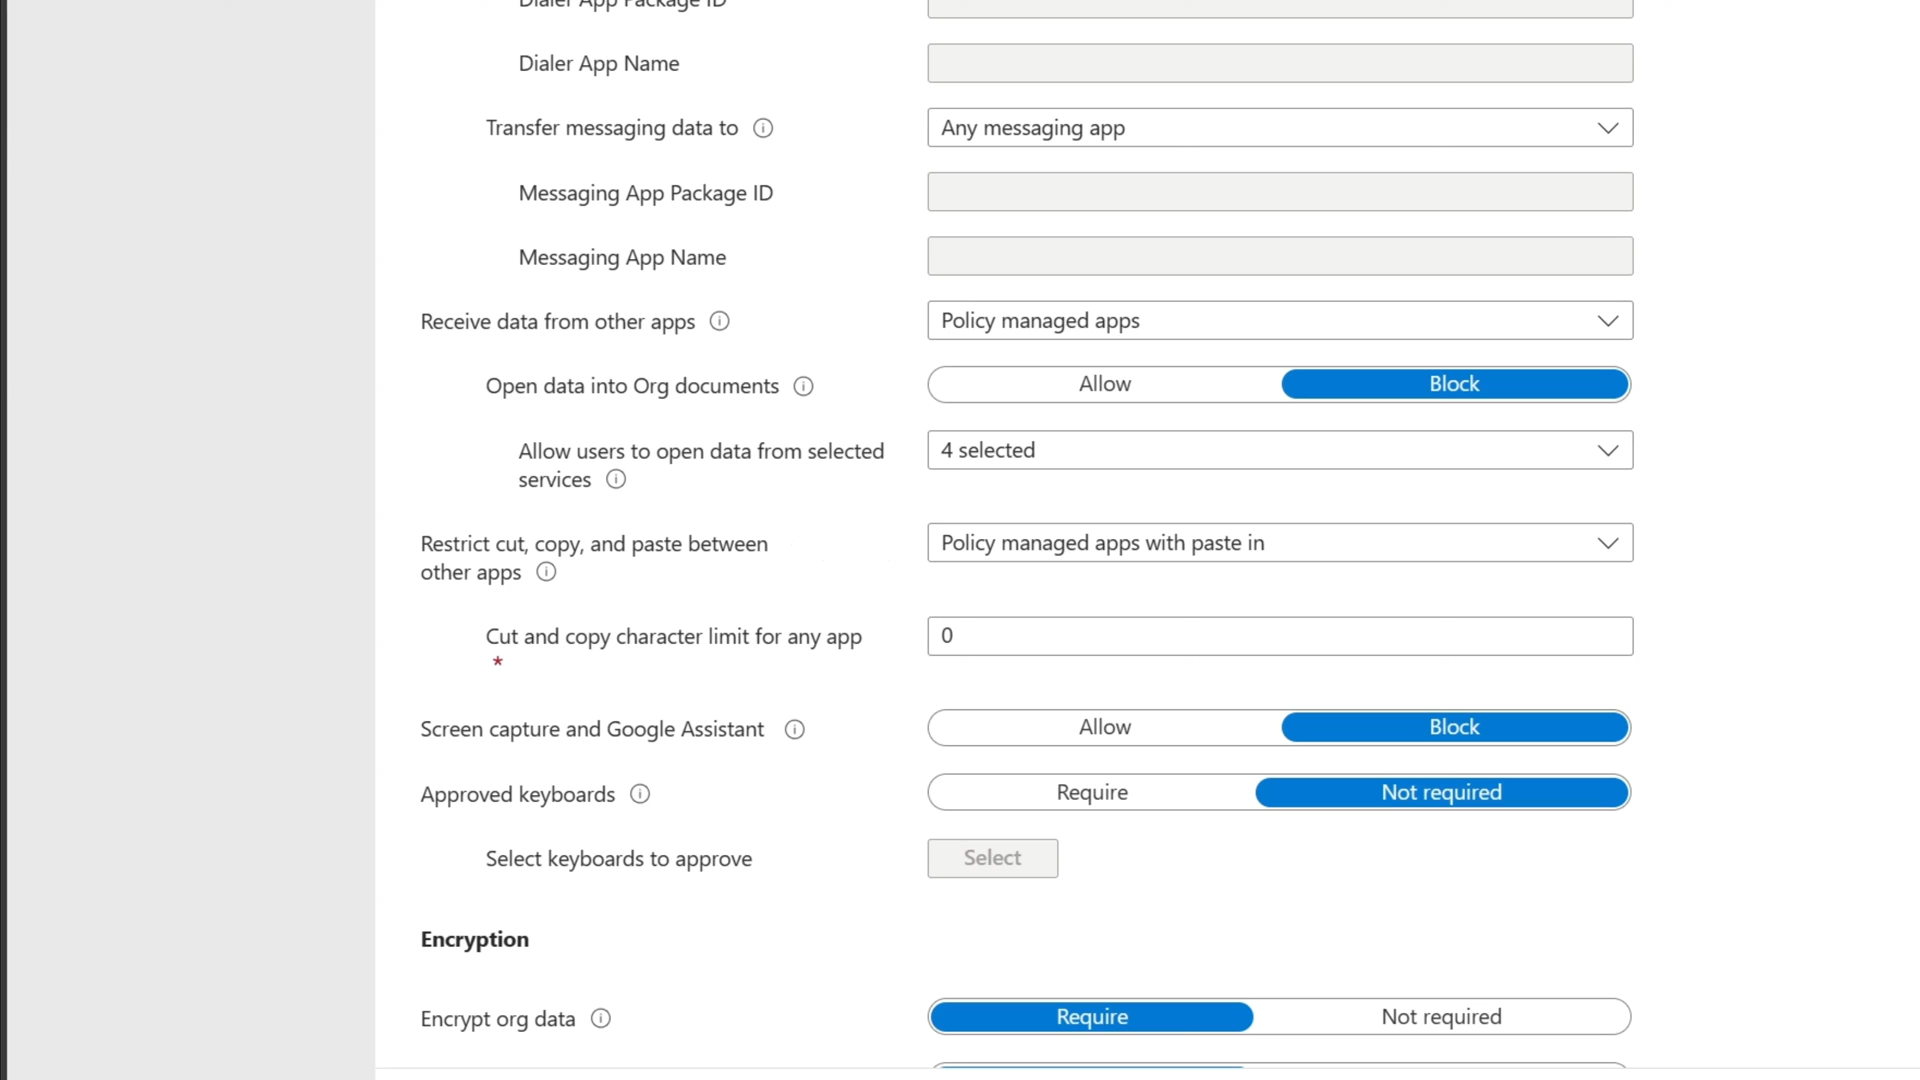 Dialer App Package ID
Dialer App Name
Transfer messaging data to
Any messaging app
Messaging App Package ID
Messaging App Name
Receive data from other apps
Policy managed apps
Open data into Org documents
Allow Block
Allow users to open data from selected
services
4 selected
Restrict cut, copy, and paste between
other apps
Policy managed apps with paste in
Cut and copy character limit for any app
*
0
Screen capture and Google Assistant
Allow Block
Approved keyboards
Require Not required
Select keyboards to approve
Select
Encryption
Encrypt org data
Require Not required